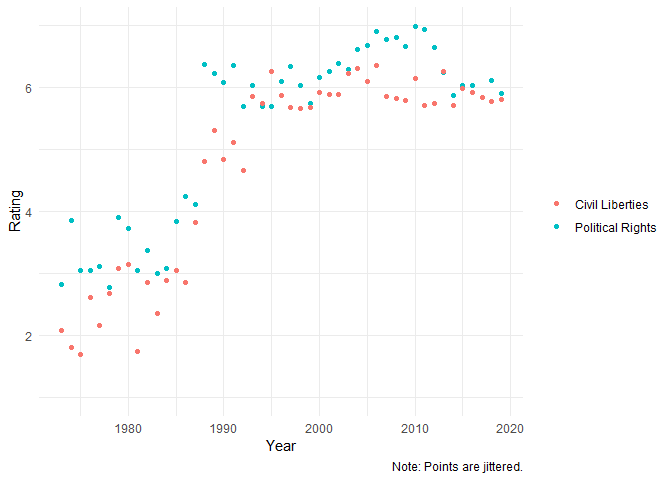 6
4
2
Rating
1980 1990 2000 2010 2020
Year
Civil Liberties
Political Rights
Note: Points are jittered.